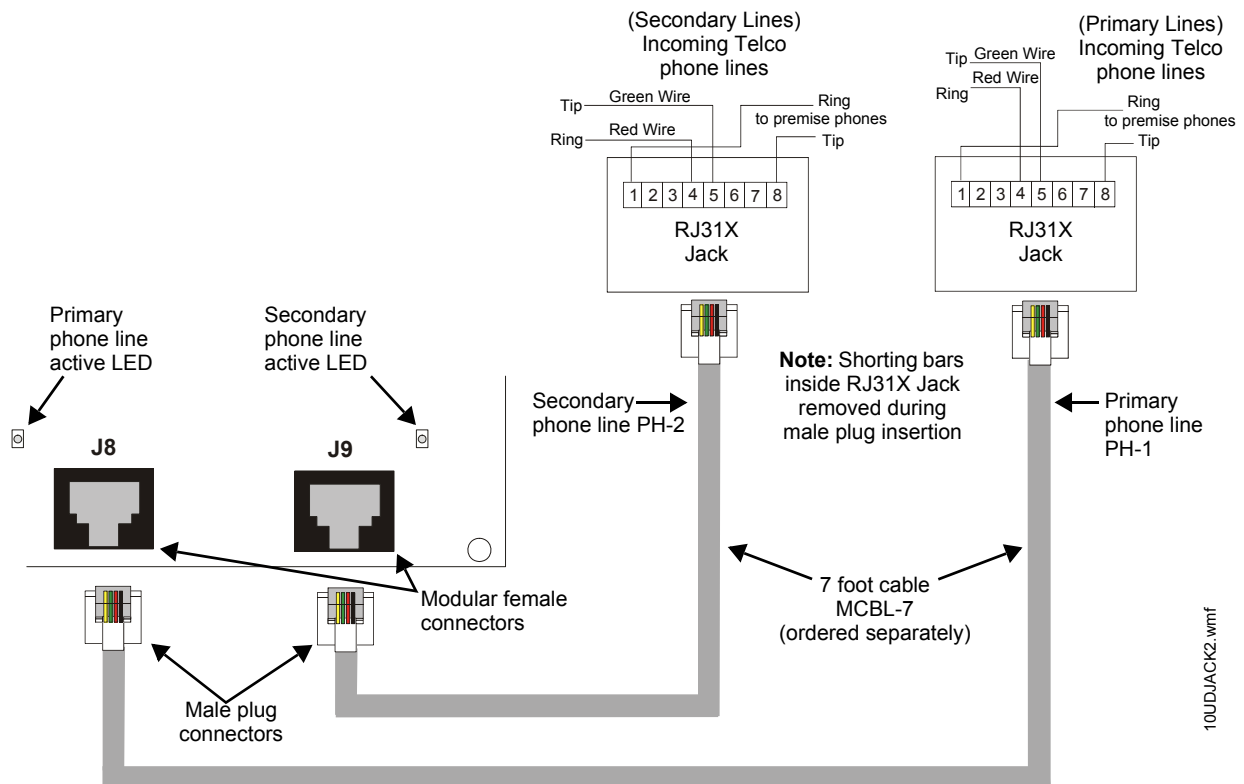 (Secondary Lines)
Incoming Telco
phone lines
Tip
Green Wire
Ring
to premise phones
Ring
Red Wire
Tip
1 2 3 4 5 6 7 8
RJ31X
Jack
(Primary Lines)
Incoming Telco
phone lines
Tip
Green Wire
Red Wire
Ring
Ring
to premise phones
Tip
1 2 3 4 5 6 7 8
RJ31X
Jack
Primary
phone line
active LED
Secondary
phone line
active LED
Note: Shorting bars
inside RJ31X Jack
removed during
male plug insertion
Secondary
phone line PH-2
Primary
phone line
PH-1
J8
J9
Modular female
connectors
7 foot cable
MCBL-7
(ordered separately)
Male plug
connectors
10UDJACK2.wmf